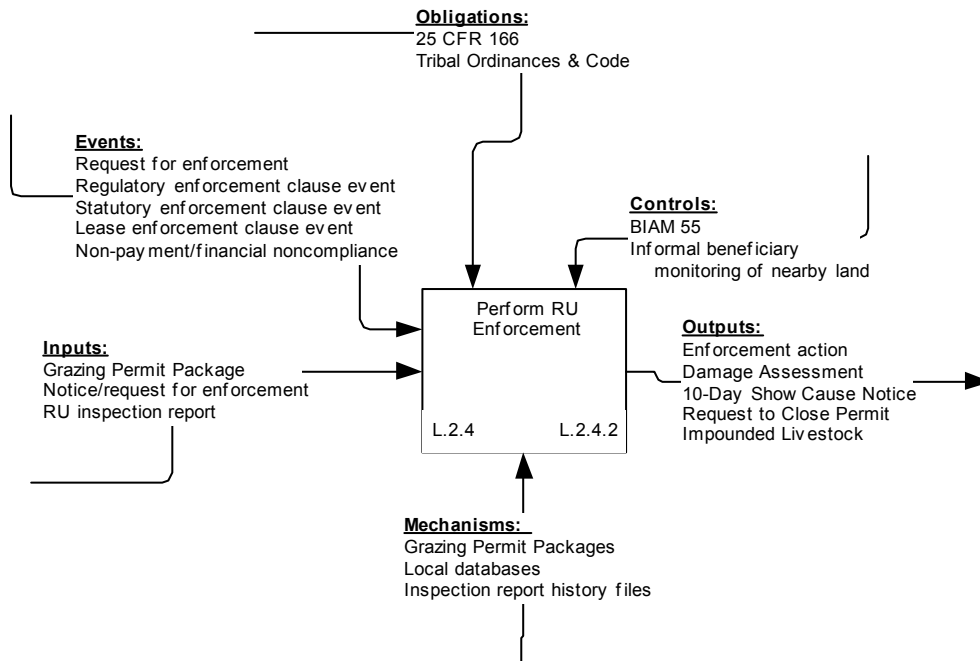 Obligations:
25 CFR 166
Tribal Ordinances & Code
Events:
Request for enforcement
Regulatory enforcement clause event
Statutory enforcement clause event
Lease enforcement clause event
Non-payment/financial noncompliance
Controls:
BIAM 55
Informal beneficiary
monitoring of nearby land
Perform RU
Enforcement
L.2.4 L.2.4.2
Inputs:
Grazing Permit Package
Notice/request for enforcement
RU inspection report
Outputs:
Enforcement action
Damage Assessment
10-Day Show Cause Notice
Request to Close Permit
Impounded Livestock
Mechanisms:
Grazing Permit Packages
Local databases
Inspection report history files